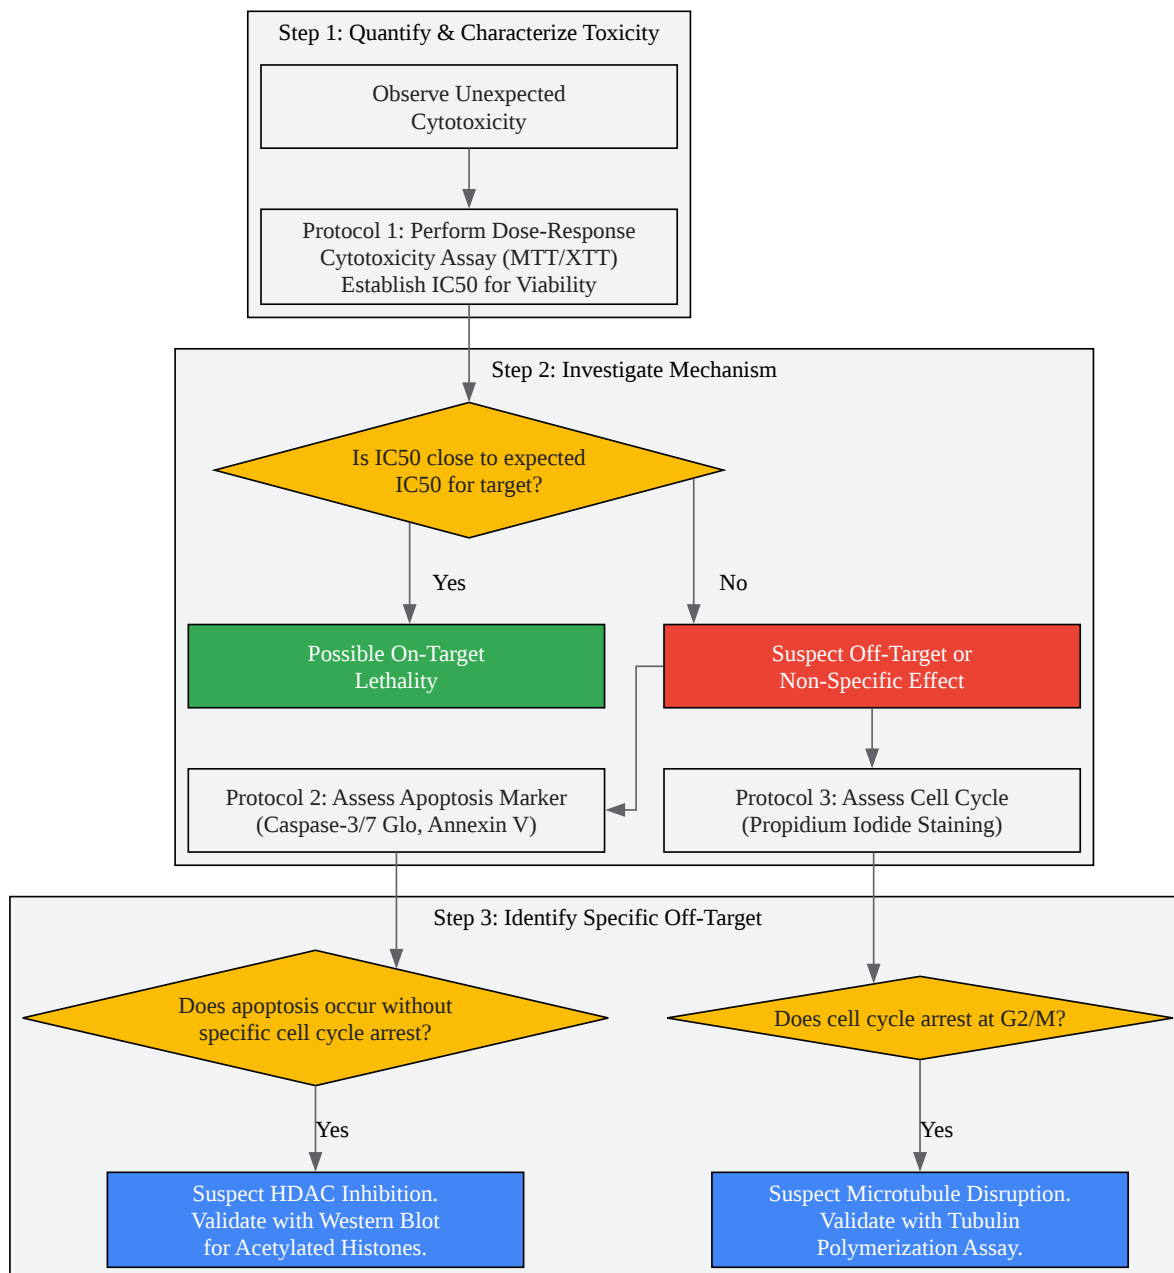 Step 1: Quantify & Characterize Toxicity
Observe Unexpected
Cytotoxicity
Protocol 1: Perform Dose-Response
Cytotoxicity Assay (MTT/XTT)
Establish IC50 for Viability
Step 2: Investigate Mechanism
Is IC50 close to expected
IC50 for target?
Yes
No
Possible On-Target
Lethality
Suspect Off-Target or
Non-Specific Effect
Protocol 2: Assess Apoptosis Marker
(Caspase-3/7 Glo, Annexin V)
Protocol 3: Assess Cell Cycle
(Propidium Iodide Staining)
Step 3: Identify Specific Off-Target
Does apoptosis occur without
specific cell cycle arrest?
Does cell cycle arrest at G2/M?
Yes
Yes
Suspect HDAC Inhibition.
Validate with Western Blot
for Acetylated Histones.
Suspect Microtubule Disruption.
Validate with Tubulin
Polymerization Assay.